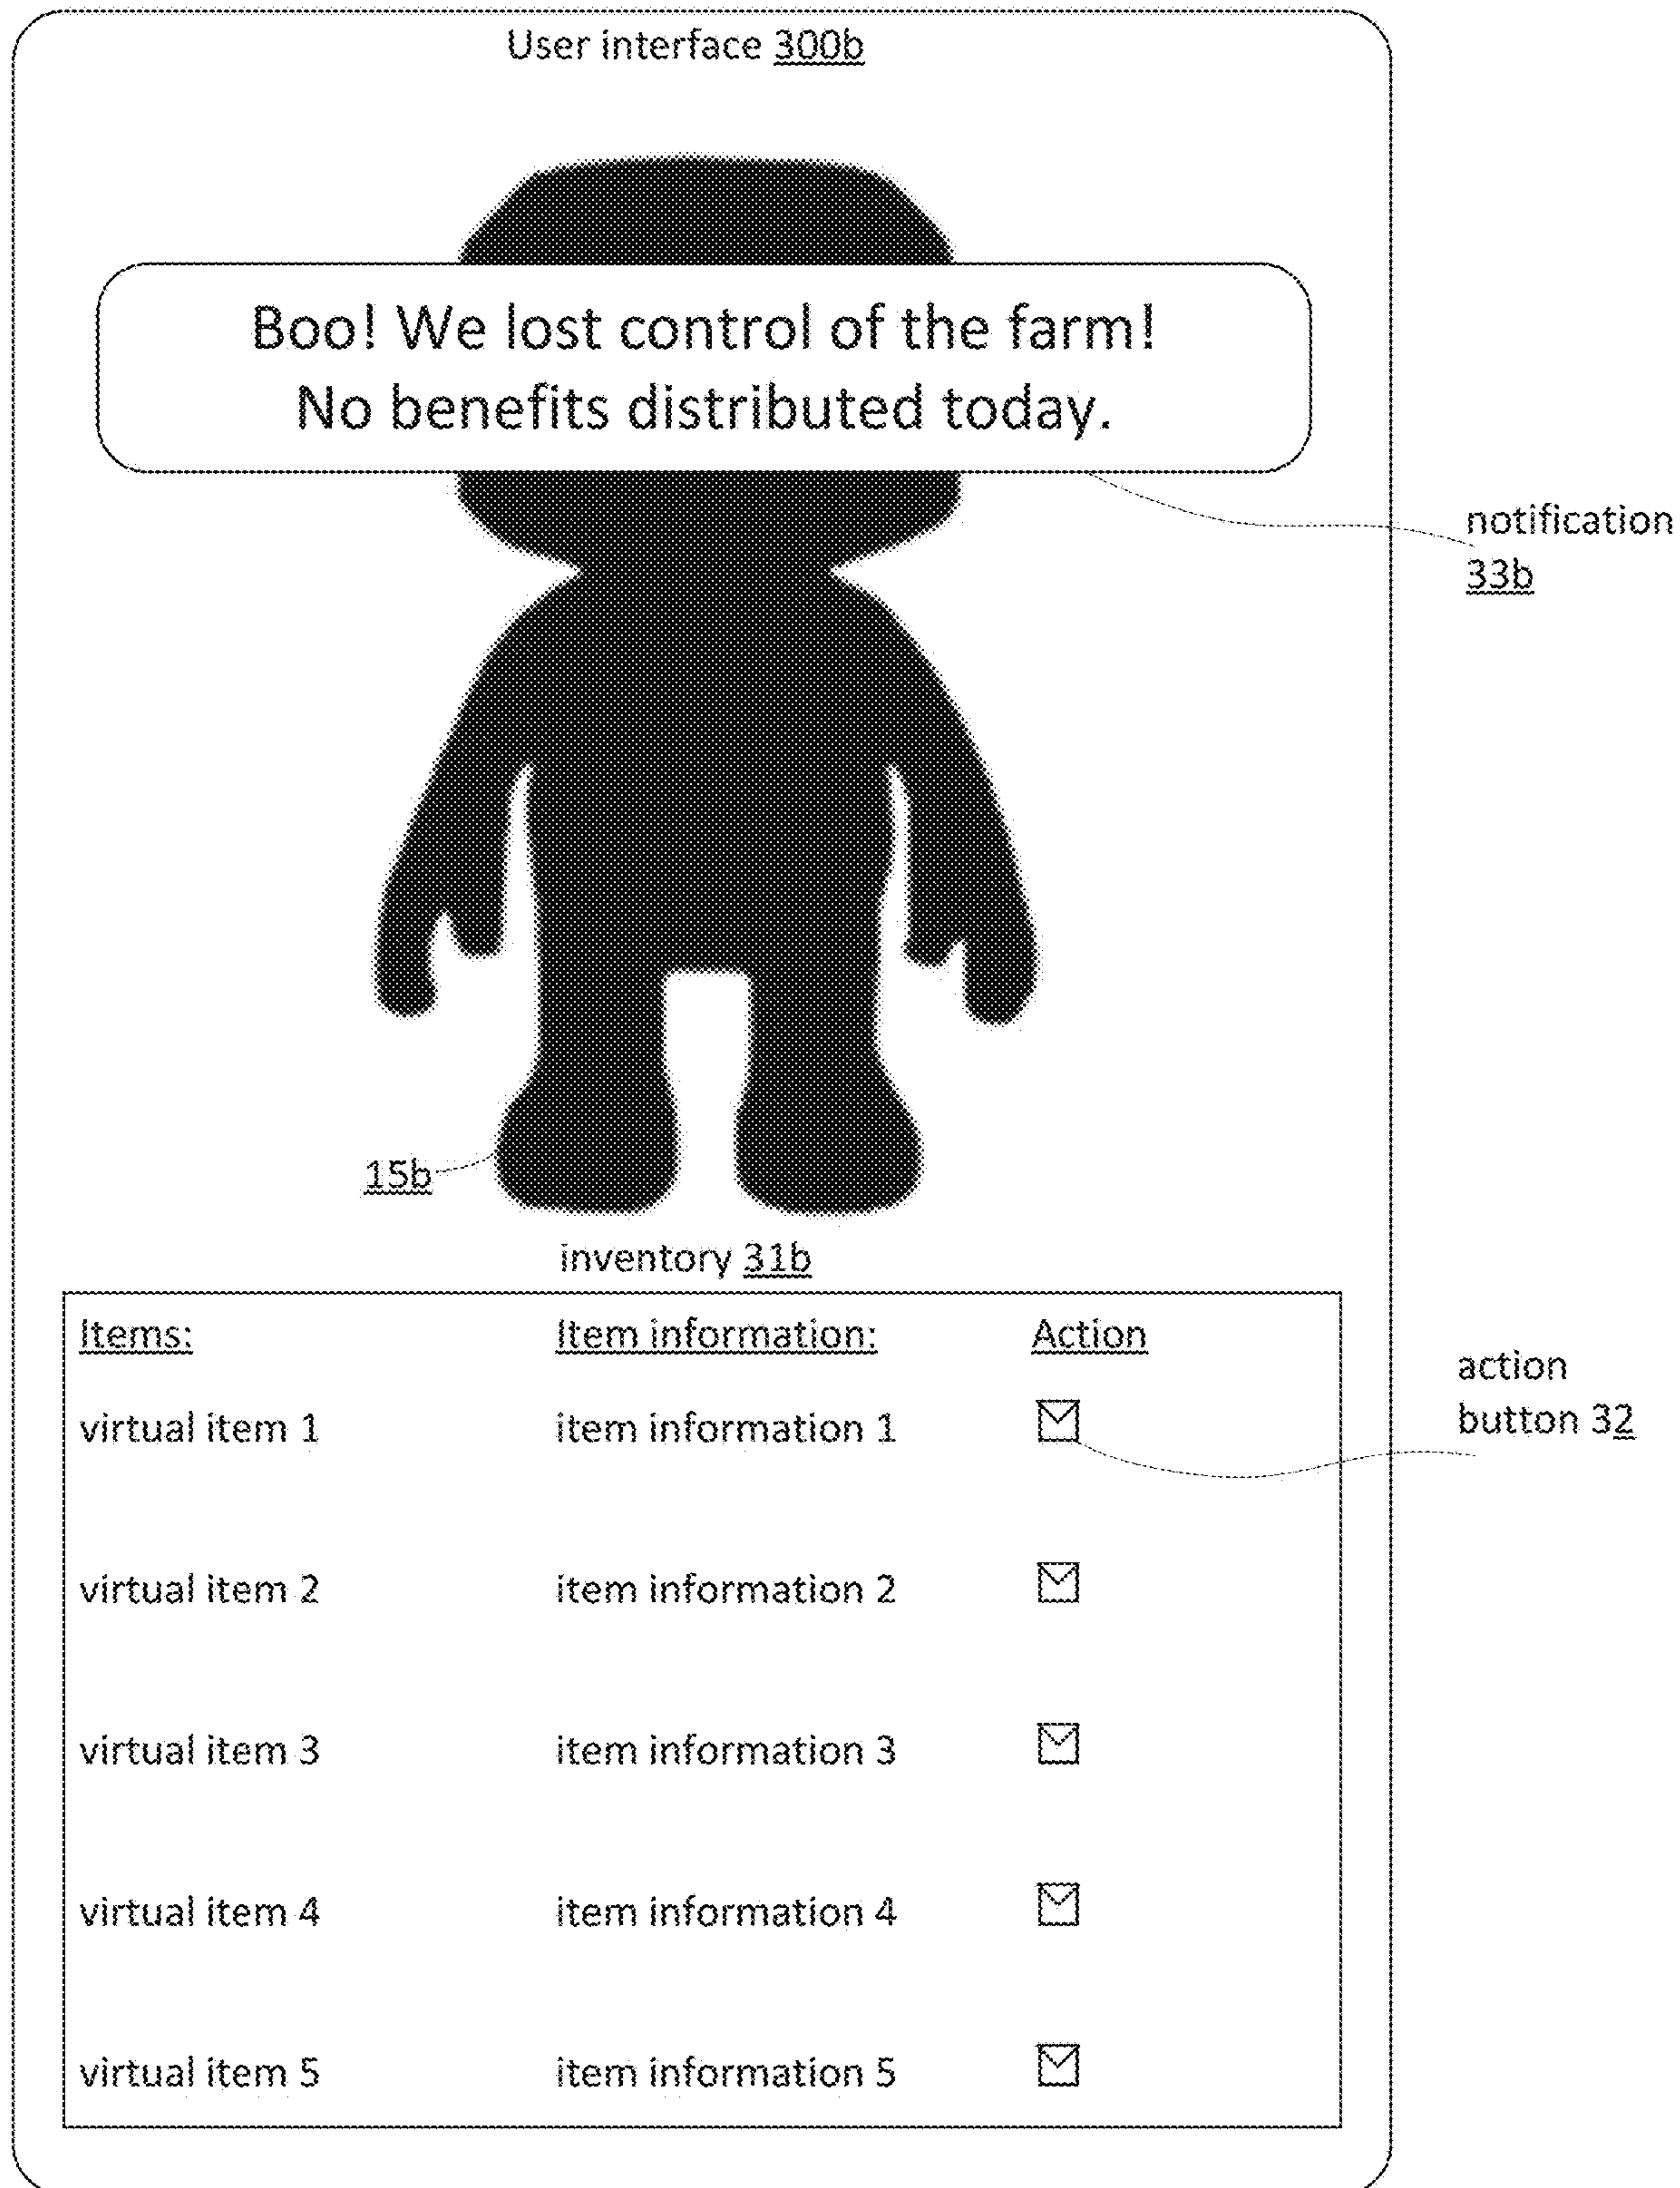 User interface 300b
Boo! We lost control of the farm!
No benefits distributed today.
notification
33b
15b
inventory 31b
Items: Item information: Action
action
button 32
virtual item 1 item information 1
virtual item 2 item information 2
virtual item 3 item information 3
virtual item 4 item information 4
virtual item 5 item information 5